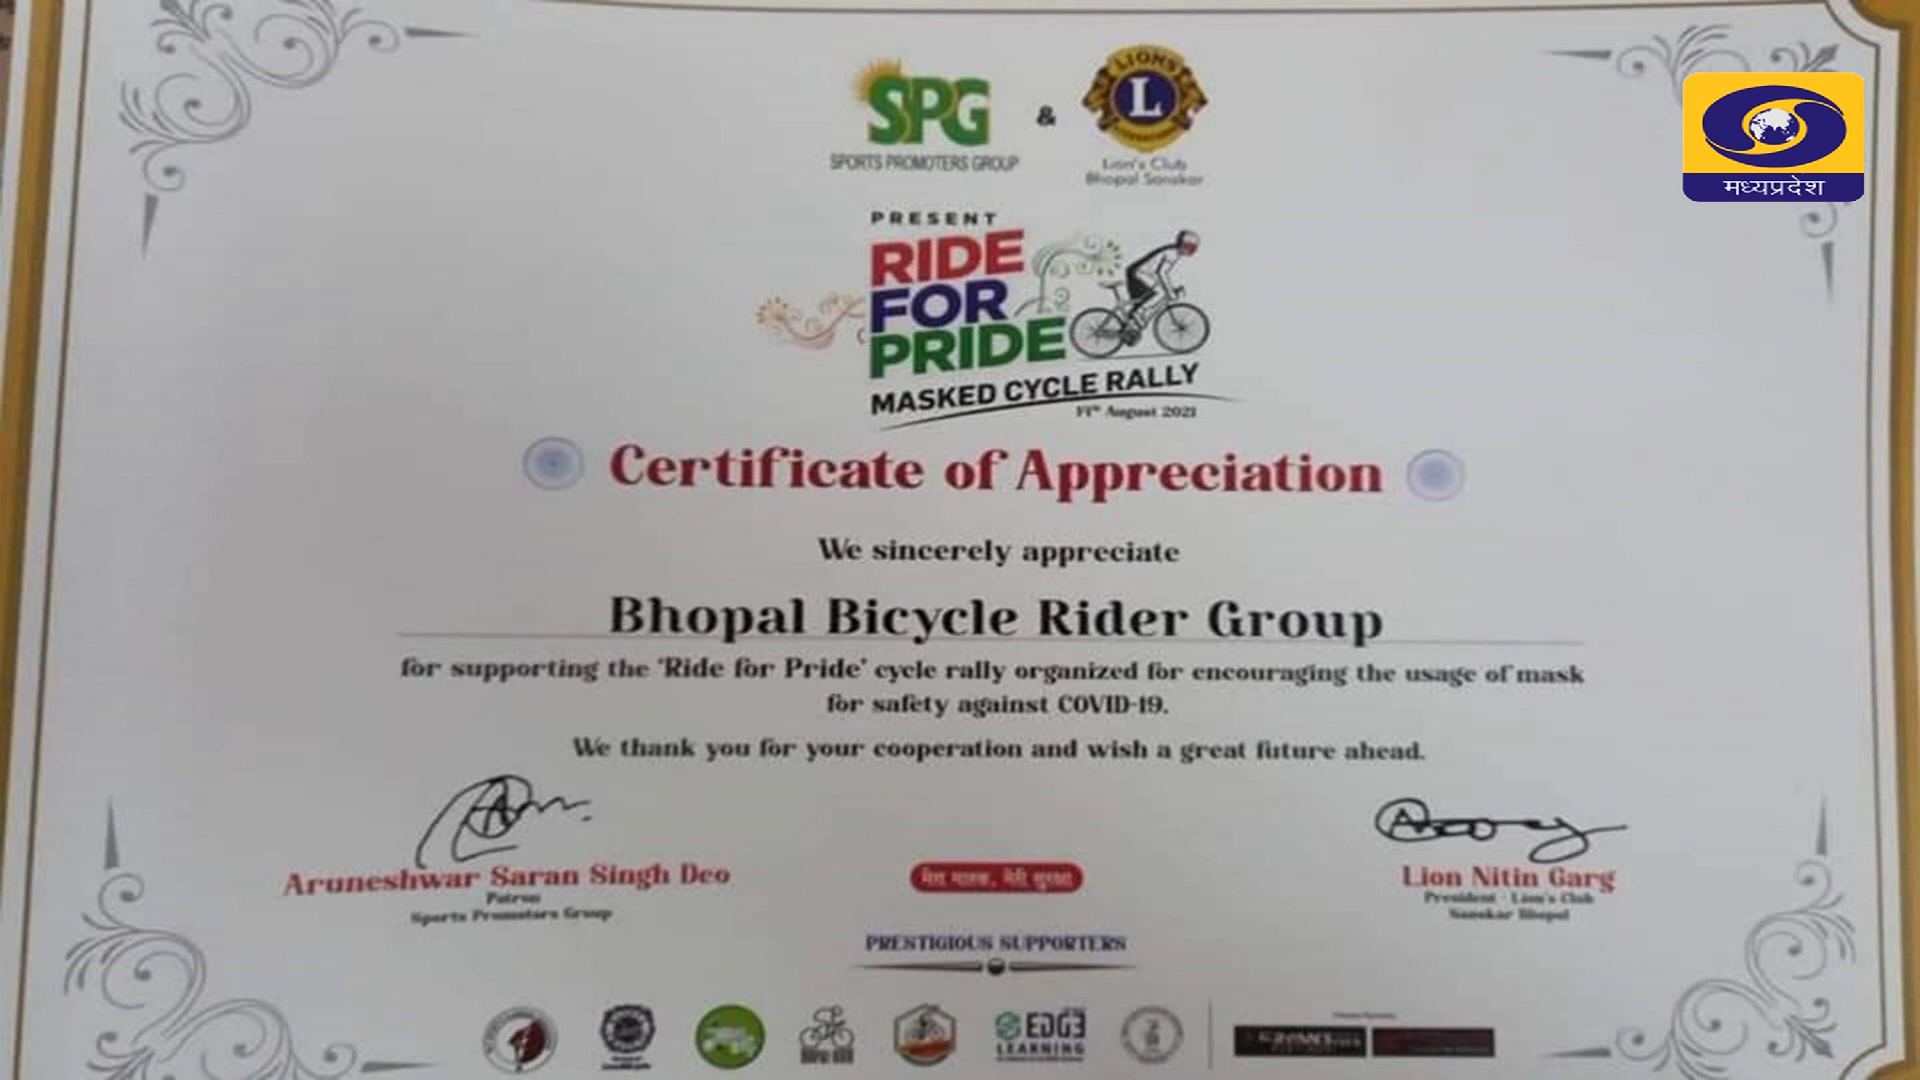 SPG
SPORTS PROMOTERS GROUP
&
LIONS
L
Lion's Club
Bhopal Sanskar
मध्यप्रदेश
PRESENT
RIDE
FOR
PRIDE
MASKED CYCLE RALLY
August 2021
Certificate of Appreciation
We sincerely appreciate
Bhopal Bicycle Rider Group
for supporting the 'Ride for Pride' cycle rally organized for encouraging the usage of mask
for safety against COVID-19.
We thank you for your cooperation and wish a great future ahead.
Aruneshwar Saran Singh Deo
Patron
Sports Promoters Group
मेरा मास्क, मेरी सुरक्षा
Lion Nitin Garg
President - Lion's Club
Sanskar Bhopal
PRESTIGIOUS SUPPORTERS
EDG3
LEARNING